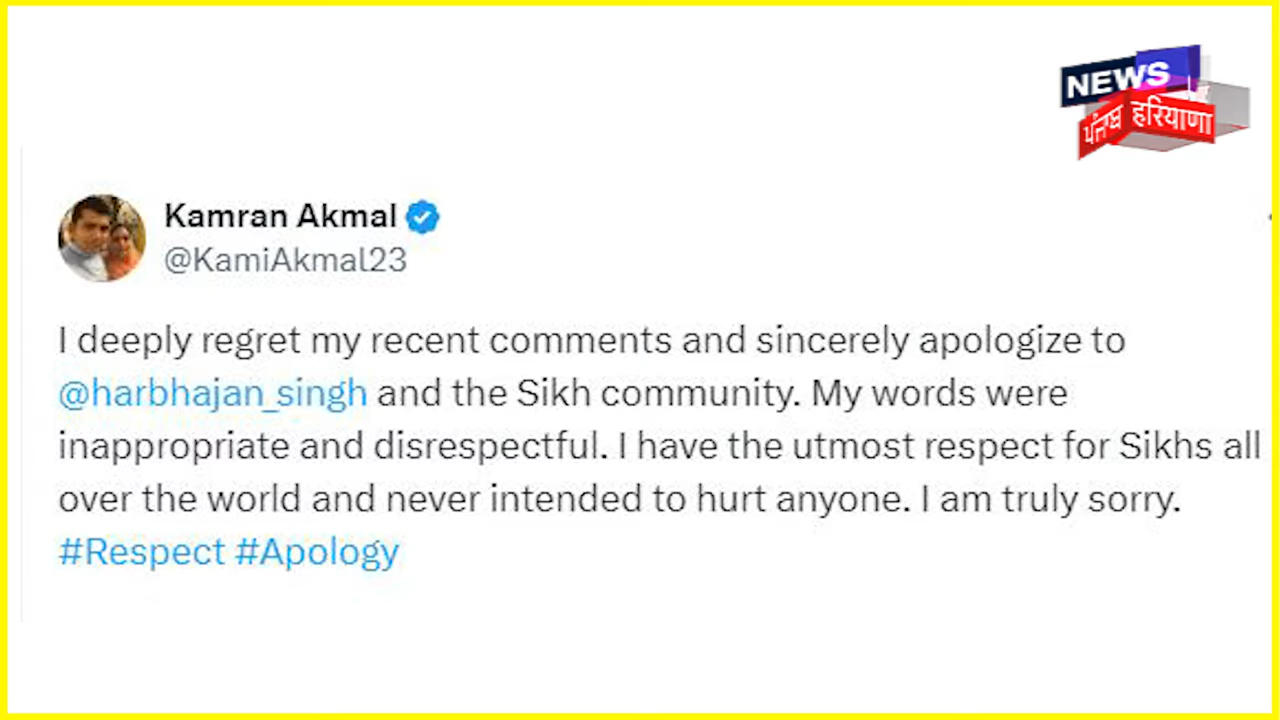 NEWS
ਪੰਜਾਬ हरियाणा
Kamran Akmal
@KamiAkmal23
I deeply regret my recent comments and sincerely apologize to
@harbhajan_singh and the Sikh community. My words were
inappropriate and disrespectful. I have the utmost respect for Sikhs all
over the world and never intended to hurt anyone. I am truly sorry.
#Respect #Apology